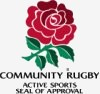 COMMUNITY RUGBY
ACTIVE SPORTS
SEAL OF APPROVAL